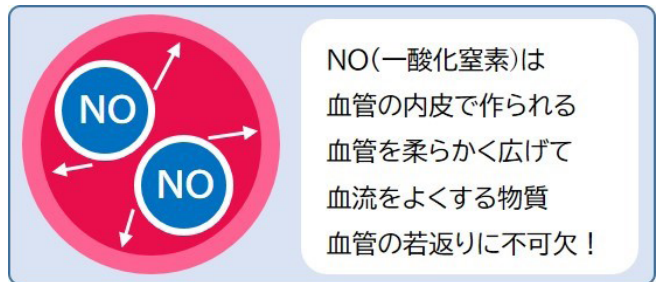 NO
NO
NO(一酸化窒素)は
血管の内皮で作られる
血管を柔らかく広げて
血流をよくする物質
血管の若返りに不可欠！